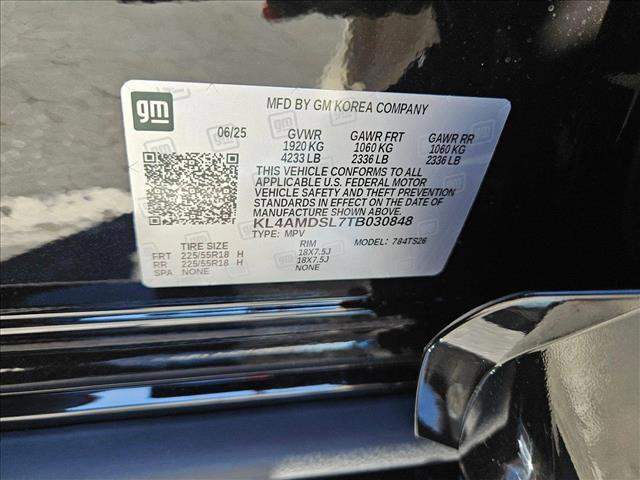 gm
MFD BY GM KOREA COMPANY
06/25 GVWR GAWR FRT GAWR RR
1920 KG 1060 KG 1060 KG
4233 LB 2336 LB 2336 LB
THIS VEHICLE CONFORMS TO ALL
APPLICABLE U.S. FEDERAL MOTOR
VEHICLE SAFETY AND THEFT PREVENTION
STANDARDS IN EFFECT ON THE DATE OF
MANUFACTURE SHOWN ABOVE.
KL4AMDSL7TB030848
TYPE: MPV MODEL: 784TS26
TIRE SIZE RIM
FRT 225/55R18 H 18X7.5J
RR 225/55R18 H 18X7.5J
SPA NONE NONE